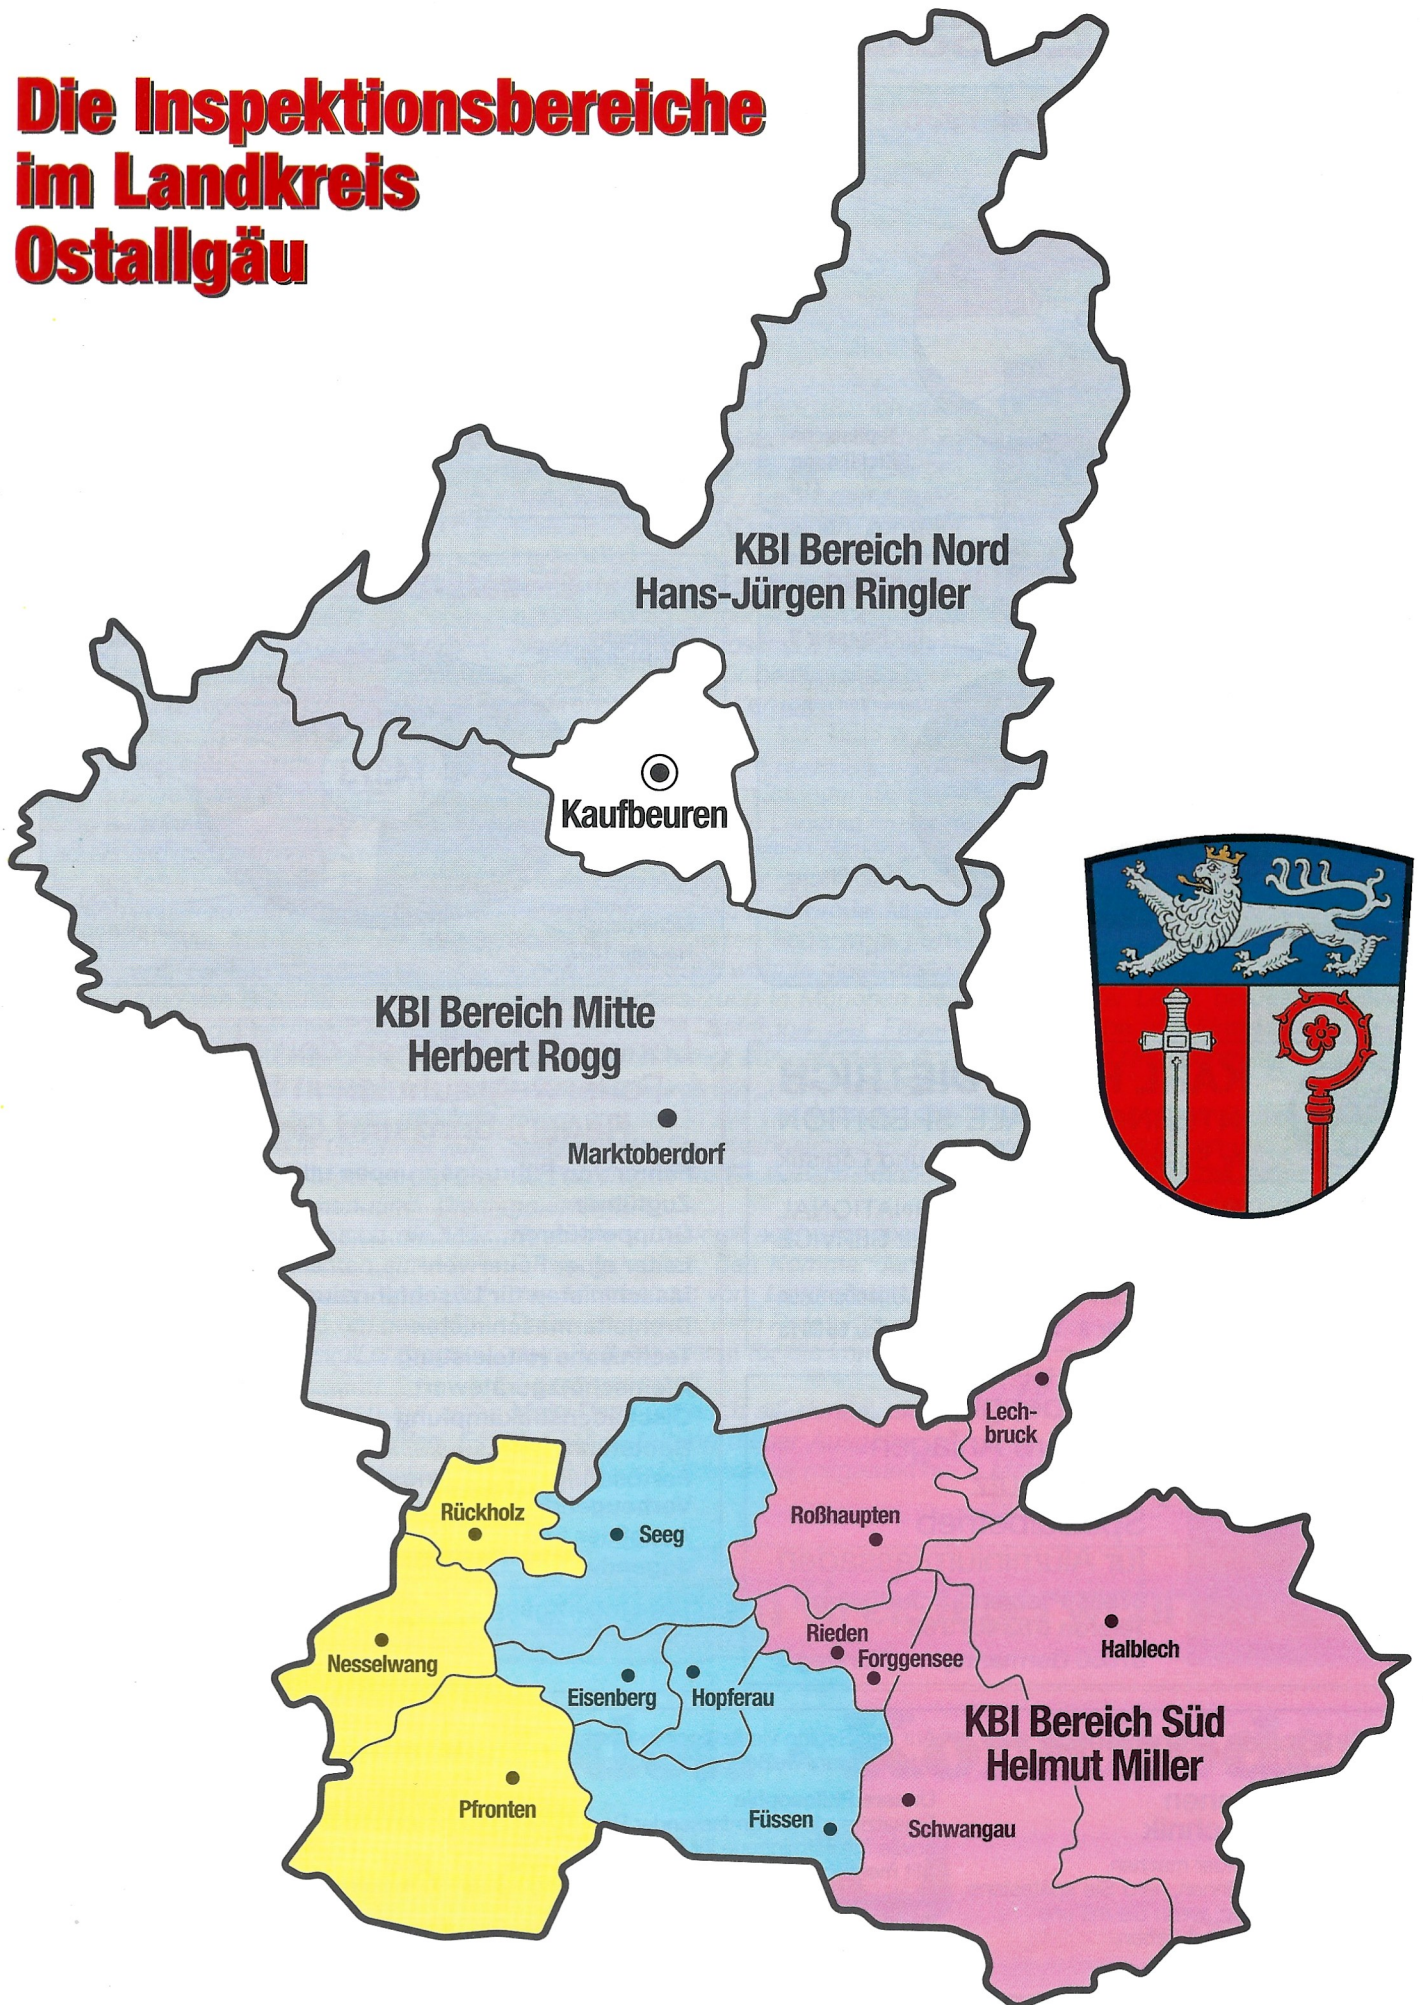 Die Inspektionsbereiche
im Landkreis
Ostallgäu
KBI Bereich Nord
Hans-Jürgen Ringler
Kaufbeuren
KBI Bereich Mitte
Herbert Rogg
Marktoberdorf
Lech-
bruck
Rückholz
Seeg
Roßhaupten
Nesselwang
Eisenberg
Hopferau
Rieden
Forggensee
Halblech
KBI Bereich Süd
Helmut Miller
Pfronten
Füssen
Schwangau